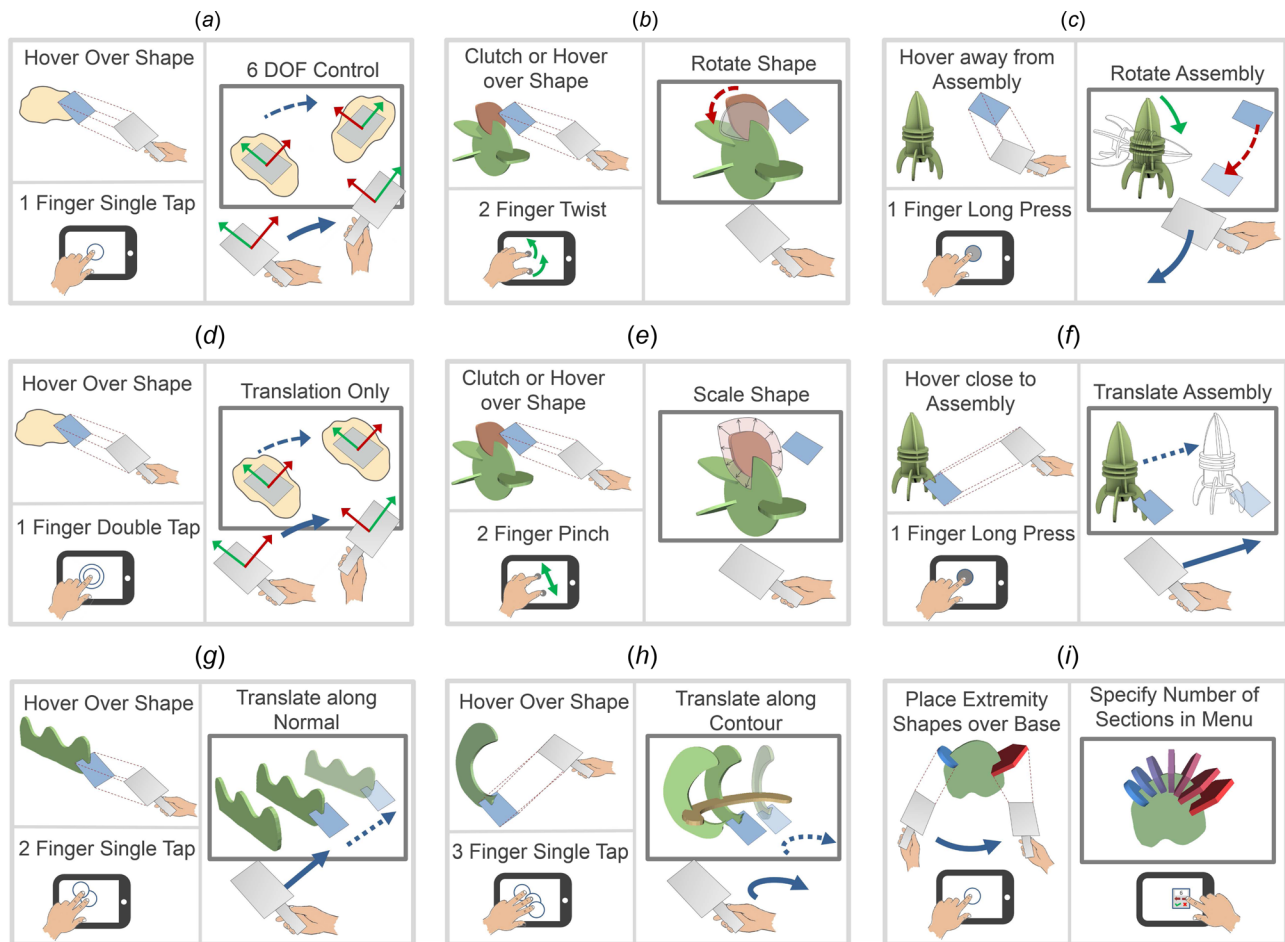 (a)
Hover Over Shape
1 Finger Single Tap
6 DOF Control
(b)
Clutch or Hover
over Shape
2 Finger Twist
Rotate Shape
(c)
Hover away from
Assembly
1 Finger Long Press
Rotate Assembly
(d)
Hover Over Shape
1 Finger Double Tap
Translation Only
(e)
Clutch or Hover
over Shape
2 Finger Pinch
Scale Shape
(f)
Hover close to
Assembly
1 Finger Long Press
Translate Assembly
(g)
Hover Over Shape
2 Finger Single Tap
Translate along
Normal
(h)
Hover Over Shape
3 Finger Single Tap
Translate along
Contour
(i)
Place Extremity
Shapes over Base
Specify Number of
Sections in Menu